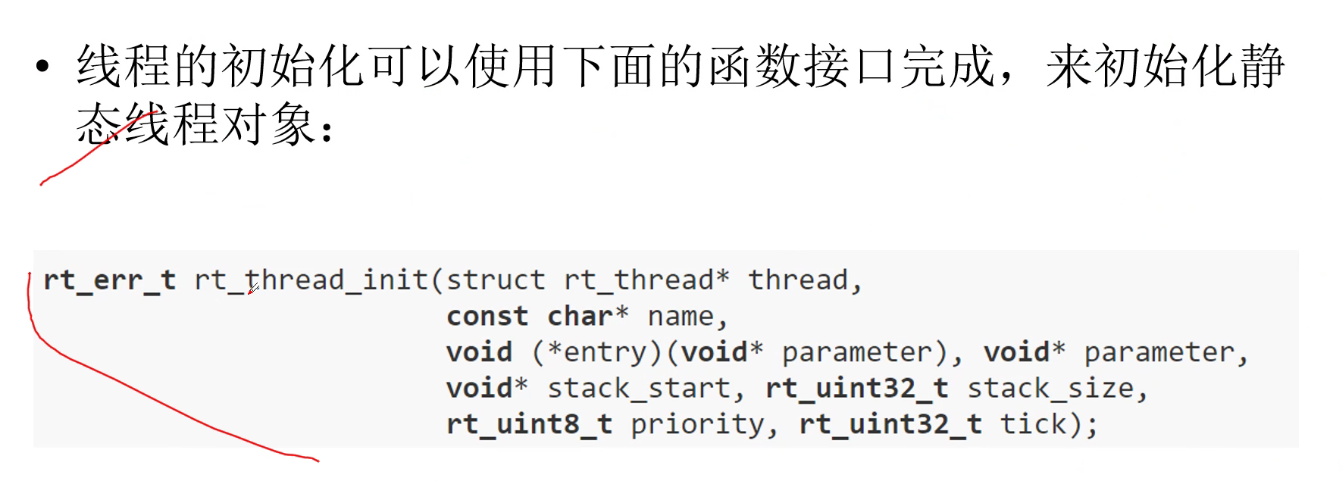 • 线程的初始化可以使用下面的函数接口完成，来初始化静
态线程对象：
rt_err_t rt_thread_init(struct rt_thread* thread,
const char* name,
void (*entry)(void* parameter), void* parameter,
void* stack_start, rt_uint32_t stack_size,
rt_uint8_t priority, rt_uint32_t tick);